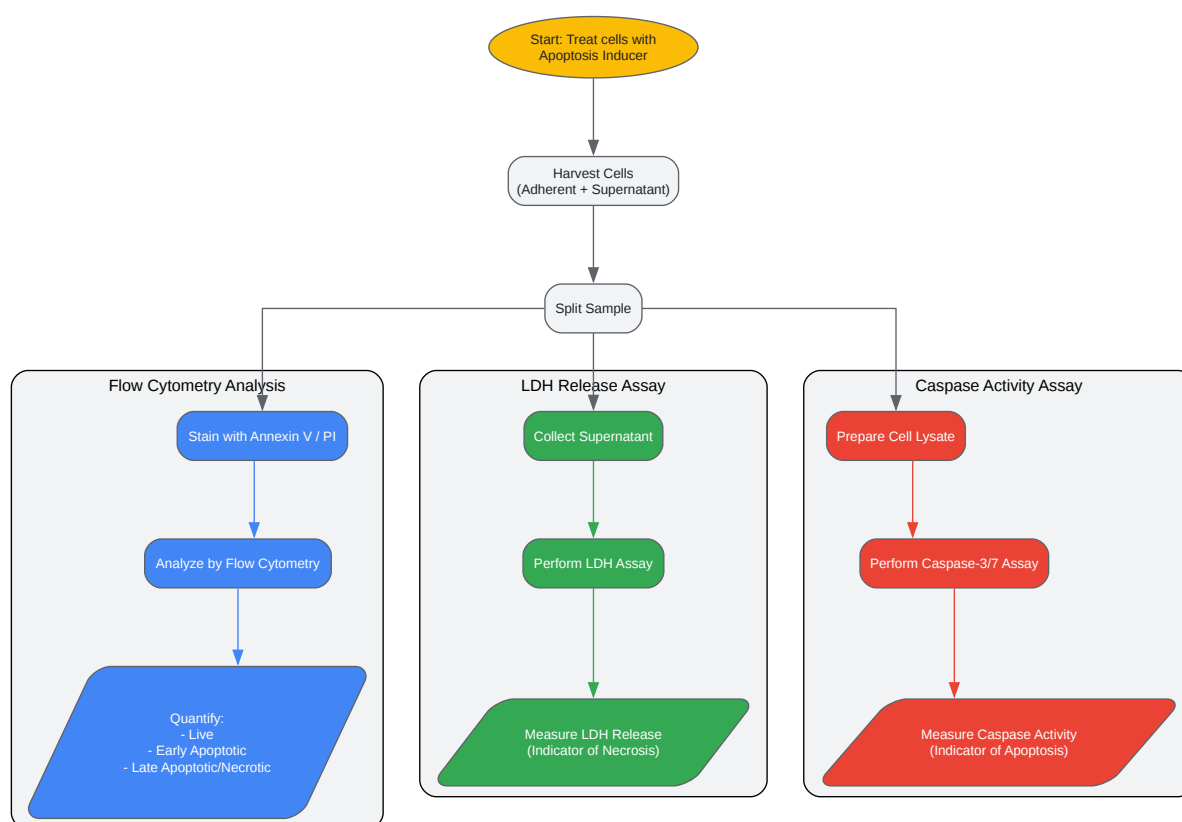 Start: Treat cells with
Apoptosis Inducer
Harvest Cells
(Adherent + Supernatant)
Split Sample
Flow Cytometry Analysis
Stain with Annexin V / PI
Analyze by Flow Cytometry
Quantify:
- Live
- Early Apoptotic
- Late Apoptotic/Necrotic
LDH Release Assay
Collect Supernatant
Perform LDH Assay
Measure LDH Release
(Indicator of Necrosis)
Caspase Activity Assay
Prepare Cell Lysate
Perform Caspase-3/7 Assay
Measure Caspase Activity
(Indicator of Apoptosis)